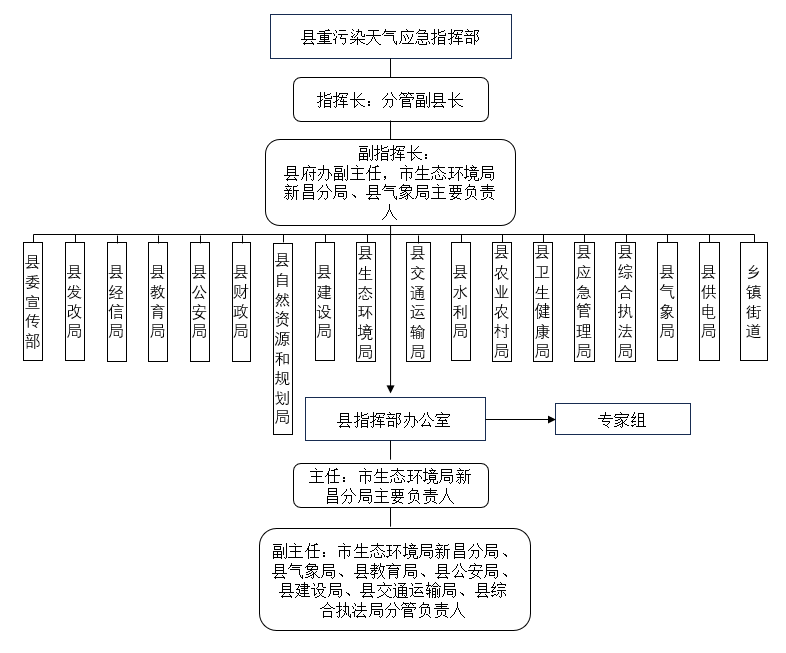 县重污染天气应急指挥部
指挥长：分管副县长
副指挥长：
县府办副主任，市生态环境局
新昌分局、县气象局主要负责
人
县委宣传部
县发改局
县经信局
县教育局
县公安局
县财政局
县自然资源和规划局
县建设局
县生态环境局
县交通运输局
县水利局
县农业农村局
县卫生健康局
县应急管理局
县综合执法局
县气象局
县供电局
乡镇街道
县指挥部办公室
专家组
主任：市生态环境局新
昌分局主要负责人
副主任：市生态环境局新昌分局、
县气象局、县教育局、县公安局、
县建设局、县交通运输局、县综
合执法局分管负责人